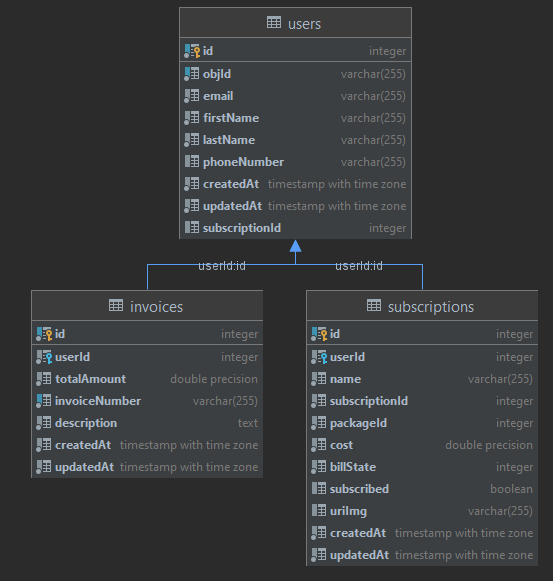 users
id integer
objId varchar(255)
email varchar(255)
firstName varchar(255)
lastName varchar(255)
phoneNumber varchar(255)
createdAt timestamp with time zone
updatedAt timestamp with time zone
subscriptionId integer
userId:id
userId:id
invoices
id integer
userId integer
totalAmount double precision
invoiceNumber varchar(255)
description text
createdAt timestamp with time zone
updatedAt timestamp with time zone
subscriptions
id integer
userId integer
name varchar(255)
subscriptionId integer
packageId integer
cost double precision
billState integer
subscribed boolean
urlImg varchar(255)
createdAt timestamp with time zone
updatedAt timestamp with time zone